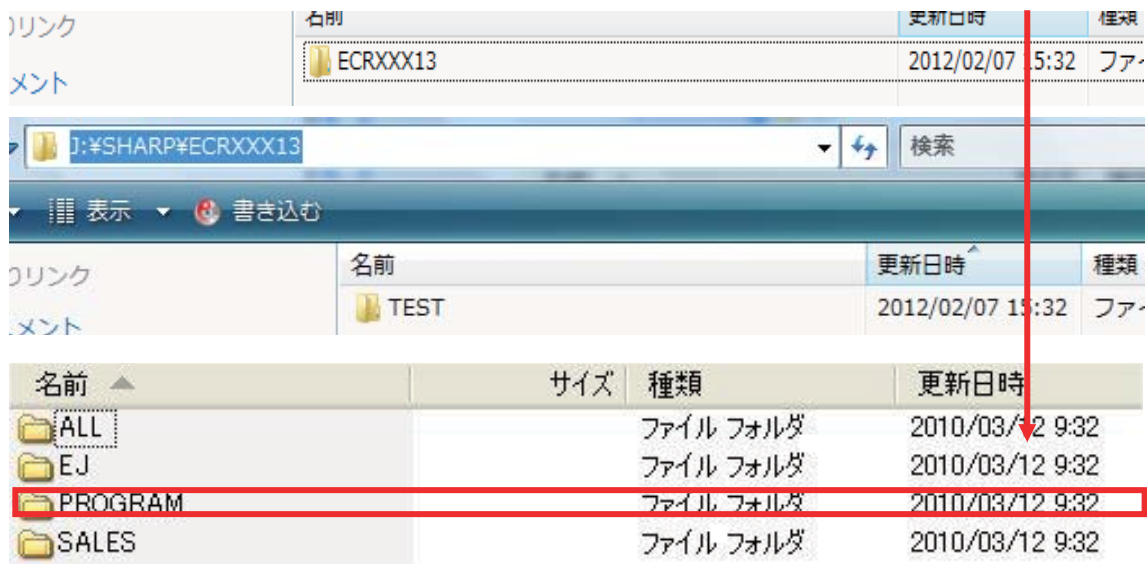 りリンク 名前 更新日時 種類
ECRXXX13 2012/02/07 15:32 ファイ
メント
J:¥SHARP¥ECRXXX13 検索
表示 書き込む
りリンク 名前 更新日時 種類
TEST 2012/02/07 15:32 ファイ
メント
名前 サイズ 種類 更新日時
ALL ファイル フォルダ 2010/03/12 9:32
EJ ファイル フォルダ 2010/03/12 9:32
PROGRAM ファイル フォルダ 2010/03/12 9:32
SALES ファイル フォルダ 2010/03/12 9:32